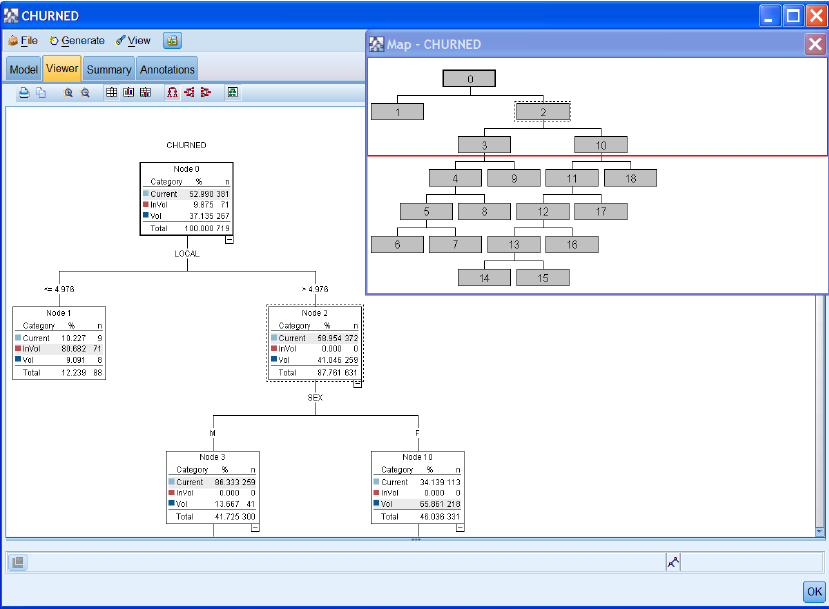 CHURNED
File Generate View
Model Viewer Summary Annotations
CHURNED
Node 0
Category % n
Current 52.990 381
InVol 9.875 71
Vol 37.135 267
Total 100.000 719
LOCAL
<= 4.976
> 4.976
Node 1
Category % n
Current 10.227 9
InVol 80.682 71
Vol 9.091 8
Total 12.239 88
Node 2
Category % n
Current 58.954 372
InVol 0.000 0
Vol 41.046 259
Total 87.761 631
SEX
M
F
Node 3
Category % n
Current 86.333 259
InVol 0.000 0
Vol 13.667 41
Total 41.725 300
Node 10
Category % n
Current 34.139 113
InVol 0.000 0
Vol 65.861 218
Total 46.036 331
Map - CHURNED
0
1 2
3 10
4 9 11 18
5 8 12 17
6 7 13 16
14 15
OK